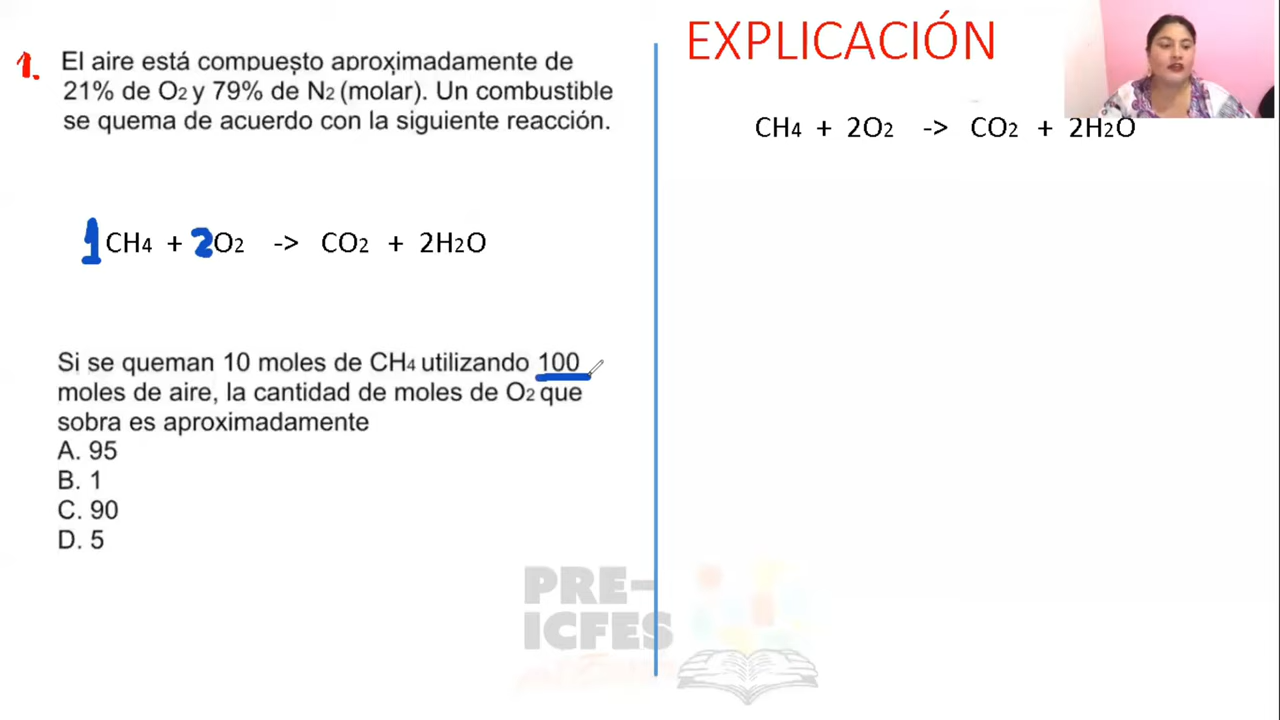 EXPLICACIÓN
1. El aire está compuesto aproximadamente de
21% de O2 y 79% de N2 (molar). Un combustible
se quema de acuerdo con la siguiente reacción.
1CH4 + 2O2 -> CO2 + 2H2O
Si se queman 10 moles de CH4 utilizando 100
moles de aire, la cantidad de moles de O2 que
sobra es aproximadamente
A. 95
B. 1
C. 90
D. 5
CH4 + 2O2 -> CO2 + 2H2O
PRE-
ICFES